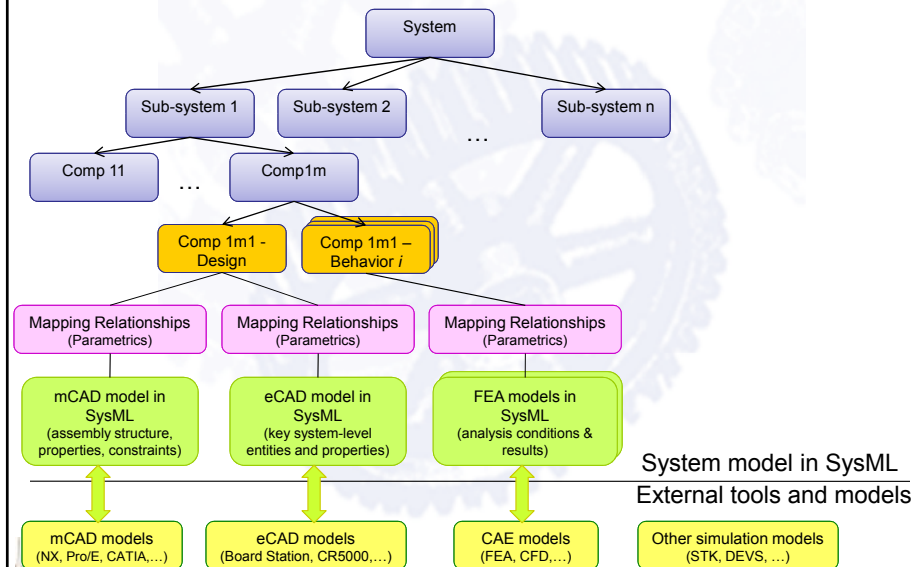 System
Sub-system 1
Sub-system 2
Sub-system n
…
Comp 11
…
Comp1m
Comp 1m1 -
Design
Comp 1m1 –
Behavior i
Mapping Relationships
(Parametrics)
Mapping Relationships
(Parametrics)
Mapping Relationships
(Parametrics)
mCAD model in
SysML
(assembly structure,
properties, constraints)
eCAD model in
SysML
(key system-level
entities and properties)
FEA models in
SysML
(analysis conditions &
results)
System model in SysML
External tools and models
mCAD models
(NX, Pro/E, CATIA,…)
eCAD models
(Board Station, CR5000,…)
CAE models
(FEA, CFD,…)
Other simulation models
(STK, DEVS, …)